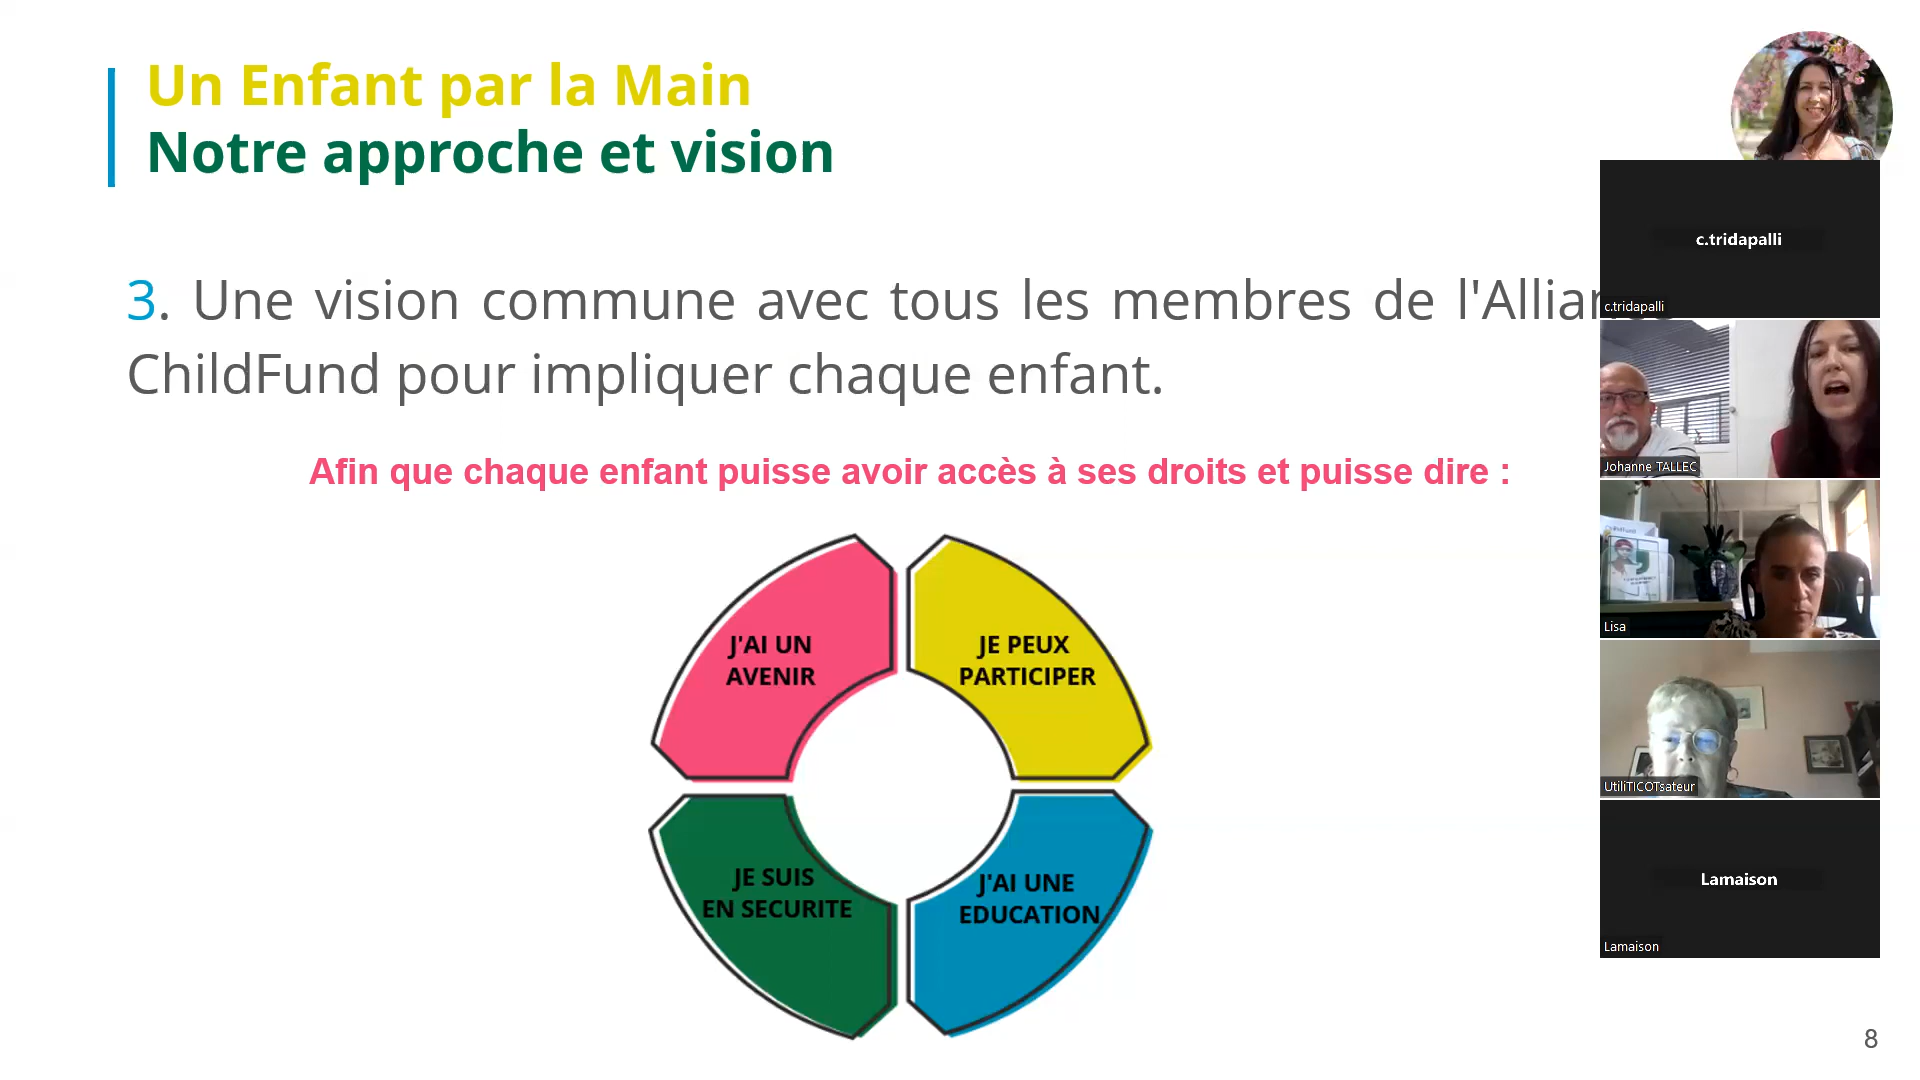 Un Enfant par la Main
Notre approche et vision
3. Une vision commune avec tous les membres de l'Allian
ChildFund pour impliquer chaque enfant.
Afin que chaque enfant puisse avoir accès à ses droits et puisse dire :
J'AI UN
AVENIR
JE PEUX
PARTICIPER
JE SUIS
EN SECURITE
J'AI UNE
EDUCATION
c.tridapalli
c.tridapalli
Johanne TALLEC
Lisa
UtiliTICOTsateur
Lamaison
Lamaison
8